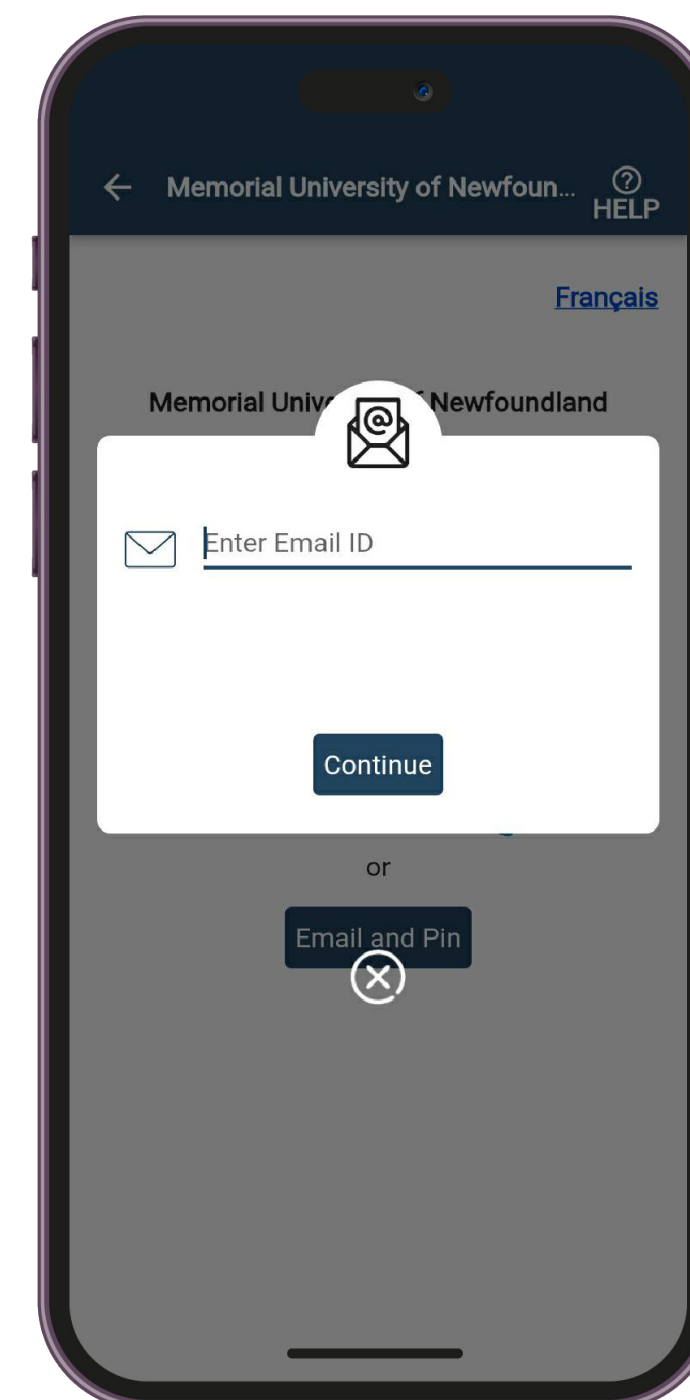 Memorial University of Newfoun...
HELP
Français
Memorial Univ Newfoundland
Enter Email ID
Continue
or
Email and Pin